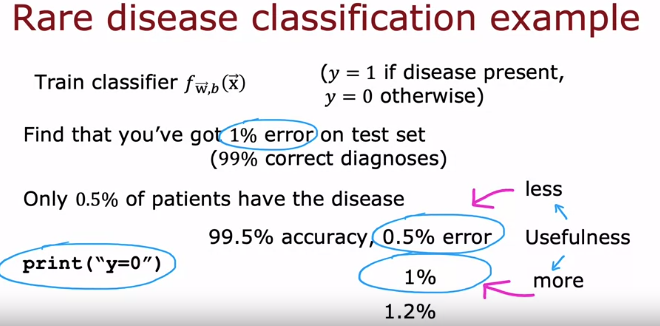 Rare disease classification example
Train classifier f_{\vec{w},b}(\vec{x})
(y = 1 if disease present,
y = 0 otherwise)
Find that you've got 1% error on test set
(99% correct diagnoses)
Only 0.5% of patients have the disease
less
99.5% accuracy, 0.5% error
Usefulness
print("y=0")
1%
more
1.2%